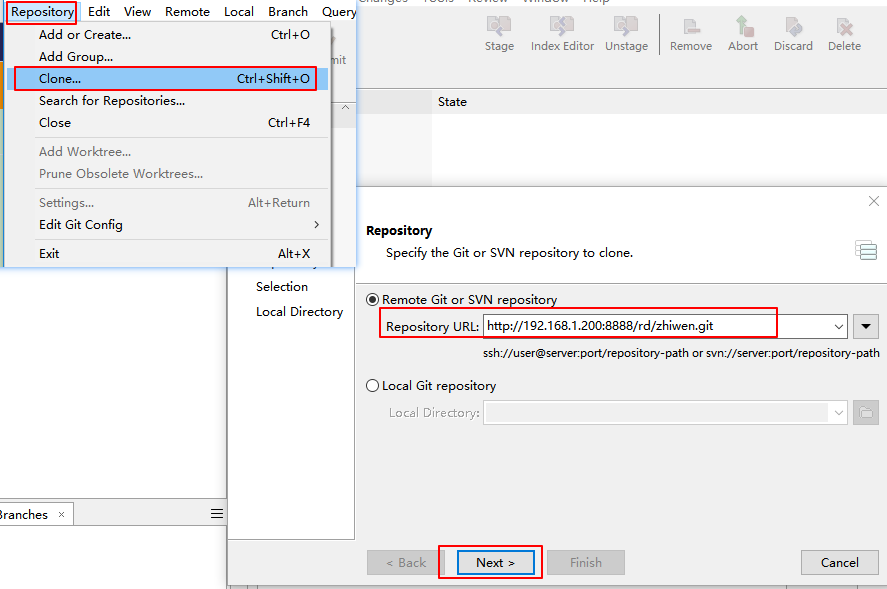 Repository Edit View Remote Local Branch Query
Add or Create... Ctrl+O
Add Group...
Clone... Ctrl+Shift+O
Search for Repositories...
Close Ctrl+F4
Add Worktree...
Prune Obsolete Worktrees...
Settings... Alt+Return
Edit Git Config
Exit Alt+X
Stage Index Editor Unstage Remove Abort Discard Delete
State
Repository
Specify the Git or SVN repository to clone.
Selection
Local Directory
Remote Git or SVN repository
Repository URL: http://192.168.1.200:8888/rd/zhiwen.git
ssh://user@server:port/repository-path or svn://server:port/repository-path
Local Git repository
Local Directory:
Branches
< Back Next > Finish Cancel